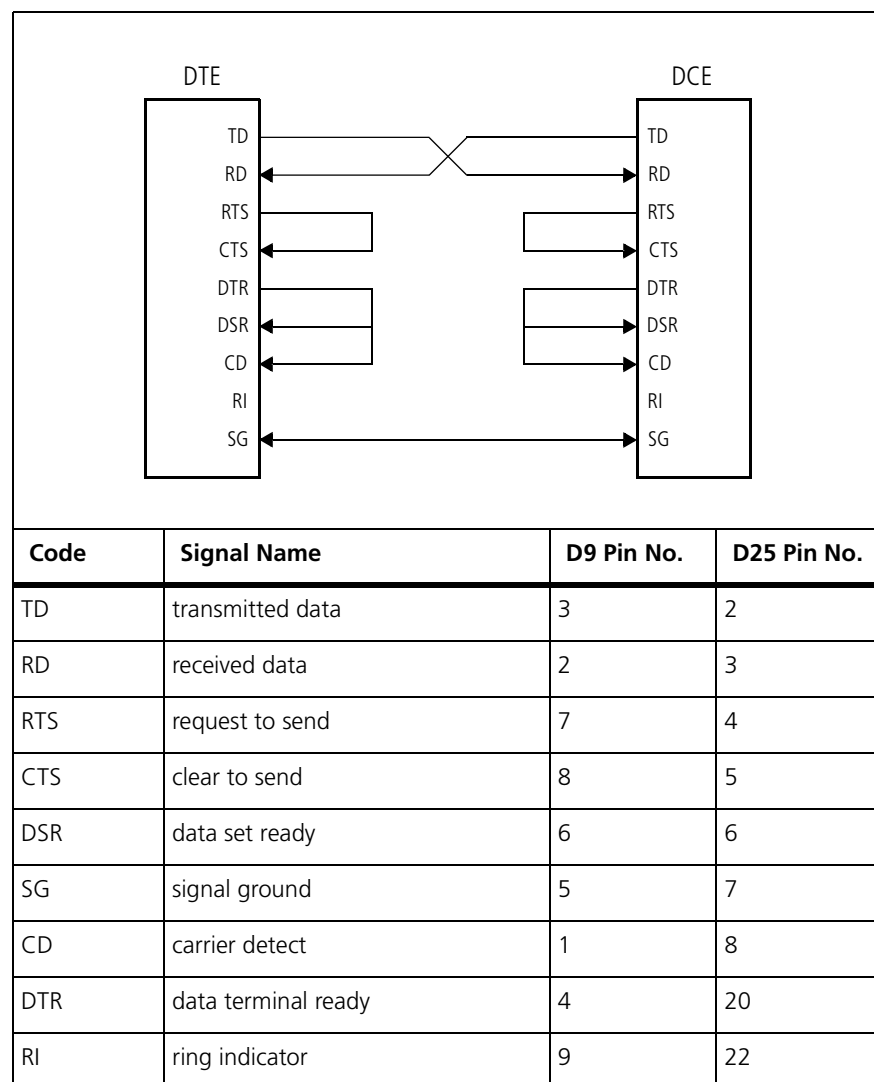 DTE DCE
TD TD
RD RD
RTS RTS
CTS CTS
DTR DTR
DSR DSR
CD CD
RI RI
SG SG
Code Signal Name D9 Pin No. D25 Pin No.
TD transmitted data 3 2
RD received data 2 3
RTS request to send 7 4
CTS clear to send 8 5
DSR data set ready 6 6
SG signal ground 5 7
CD carrier detect 1 8
DTR data terminal ready 4 20
RI ring indicator 9 22